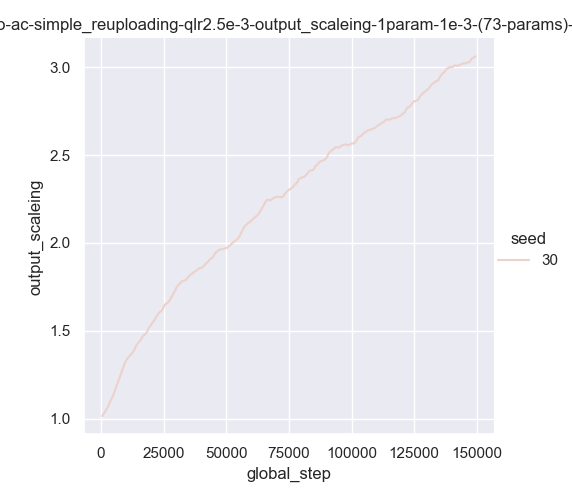 o-ac-simple_reuploading-qlr2.5e-3-output_scaleing-1param-1e-3-(73-params)-
3.0
2.5
2.0
1.5
1.0
output_scaleing
0 25000 50000 75000 100000 125000 150000
global_step
seed
30